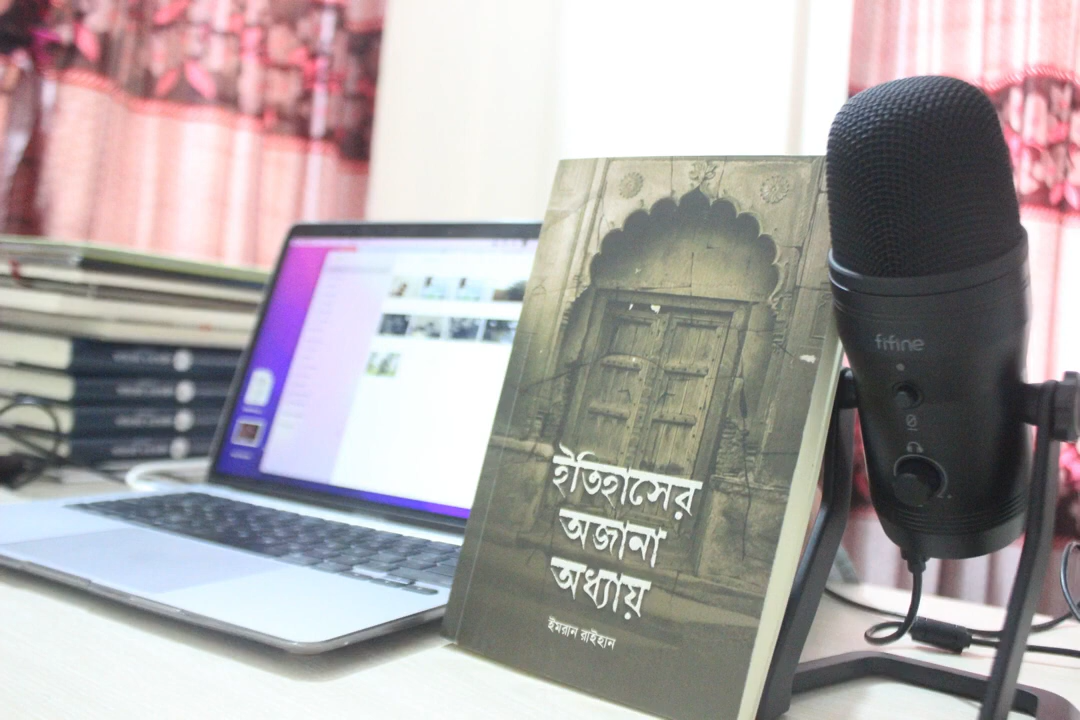 ইতিহাসের
অজানা
অধ্যায়
ইমরান রাইহান
fifine